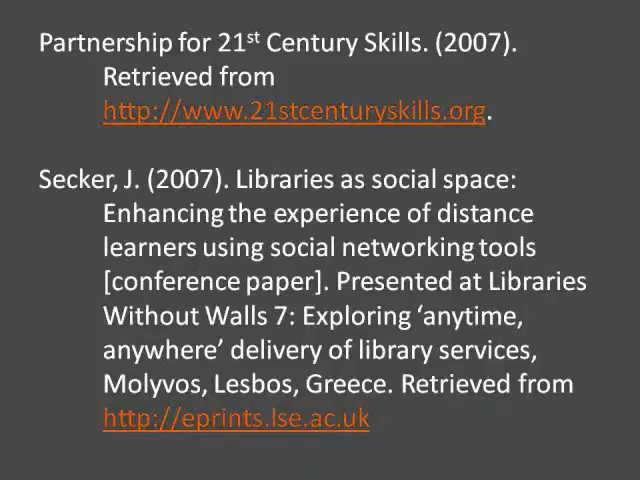 Partnership for 21st Century Skills. (2007).
Retrieved from
http://www.21stcenturyskills.org.
Secker, J. (2007). Libraries as social space:
Enhancing the experience of distance
learners using social networking tools
[conference paper]. Presented at Libraries
Without Walls 7: Exploring ‘anytime,
anywhere’ delivery of library services,
Molyvos, Lesbos, Greece. Retrieved from
http://eprints.lse.ac.uk